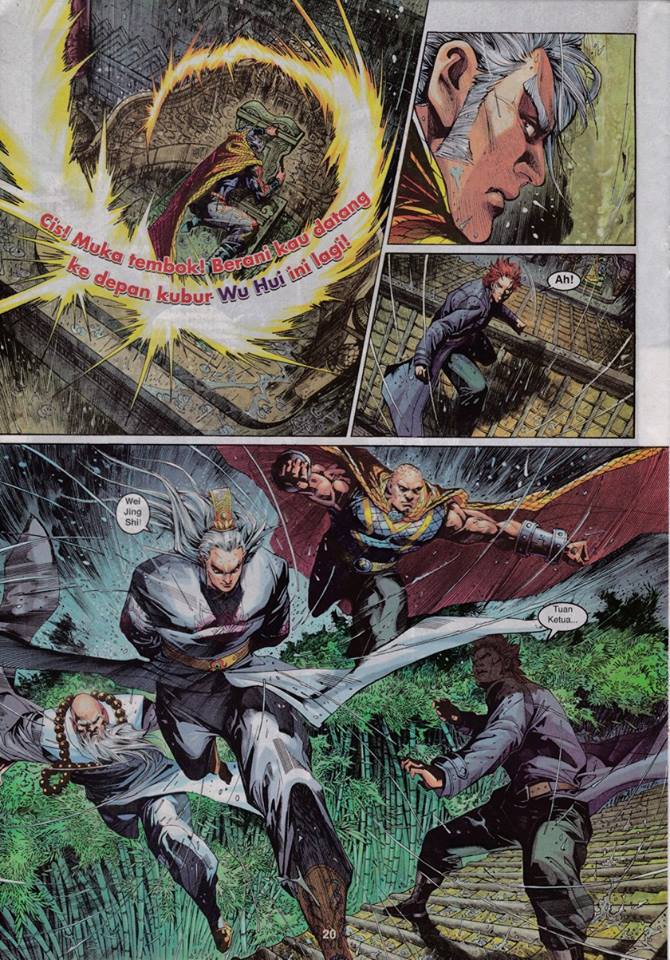 Cis! Muka tembok! Berani kau datang
ke depan kubur Wu Hui ini lagi!
Ah!
Wei
Jing
Shi!
Tuan
Ketua...
20